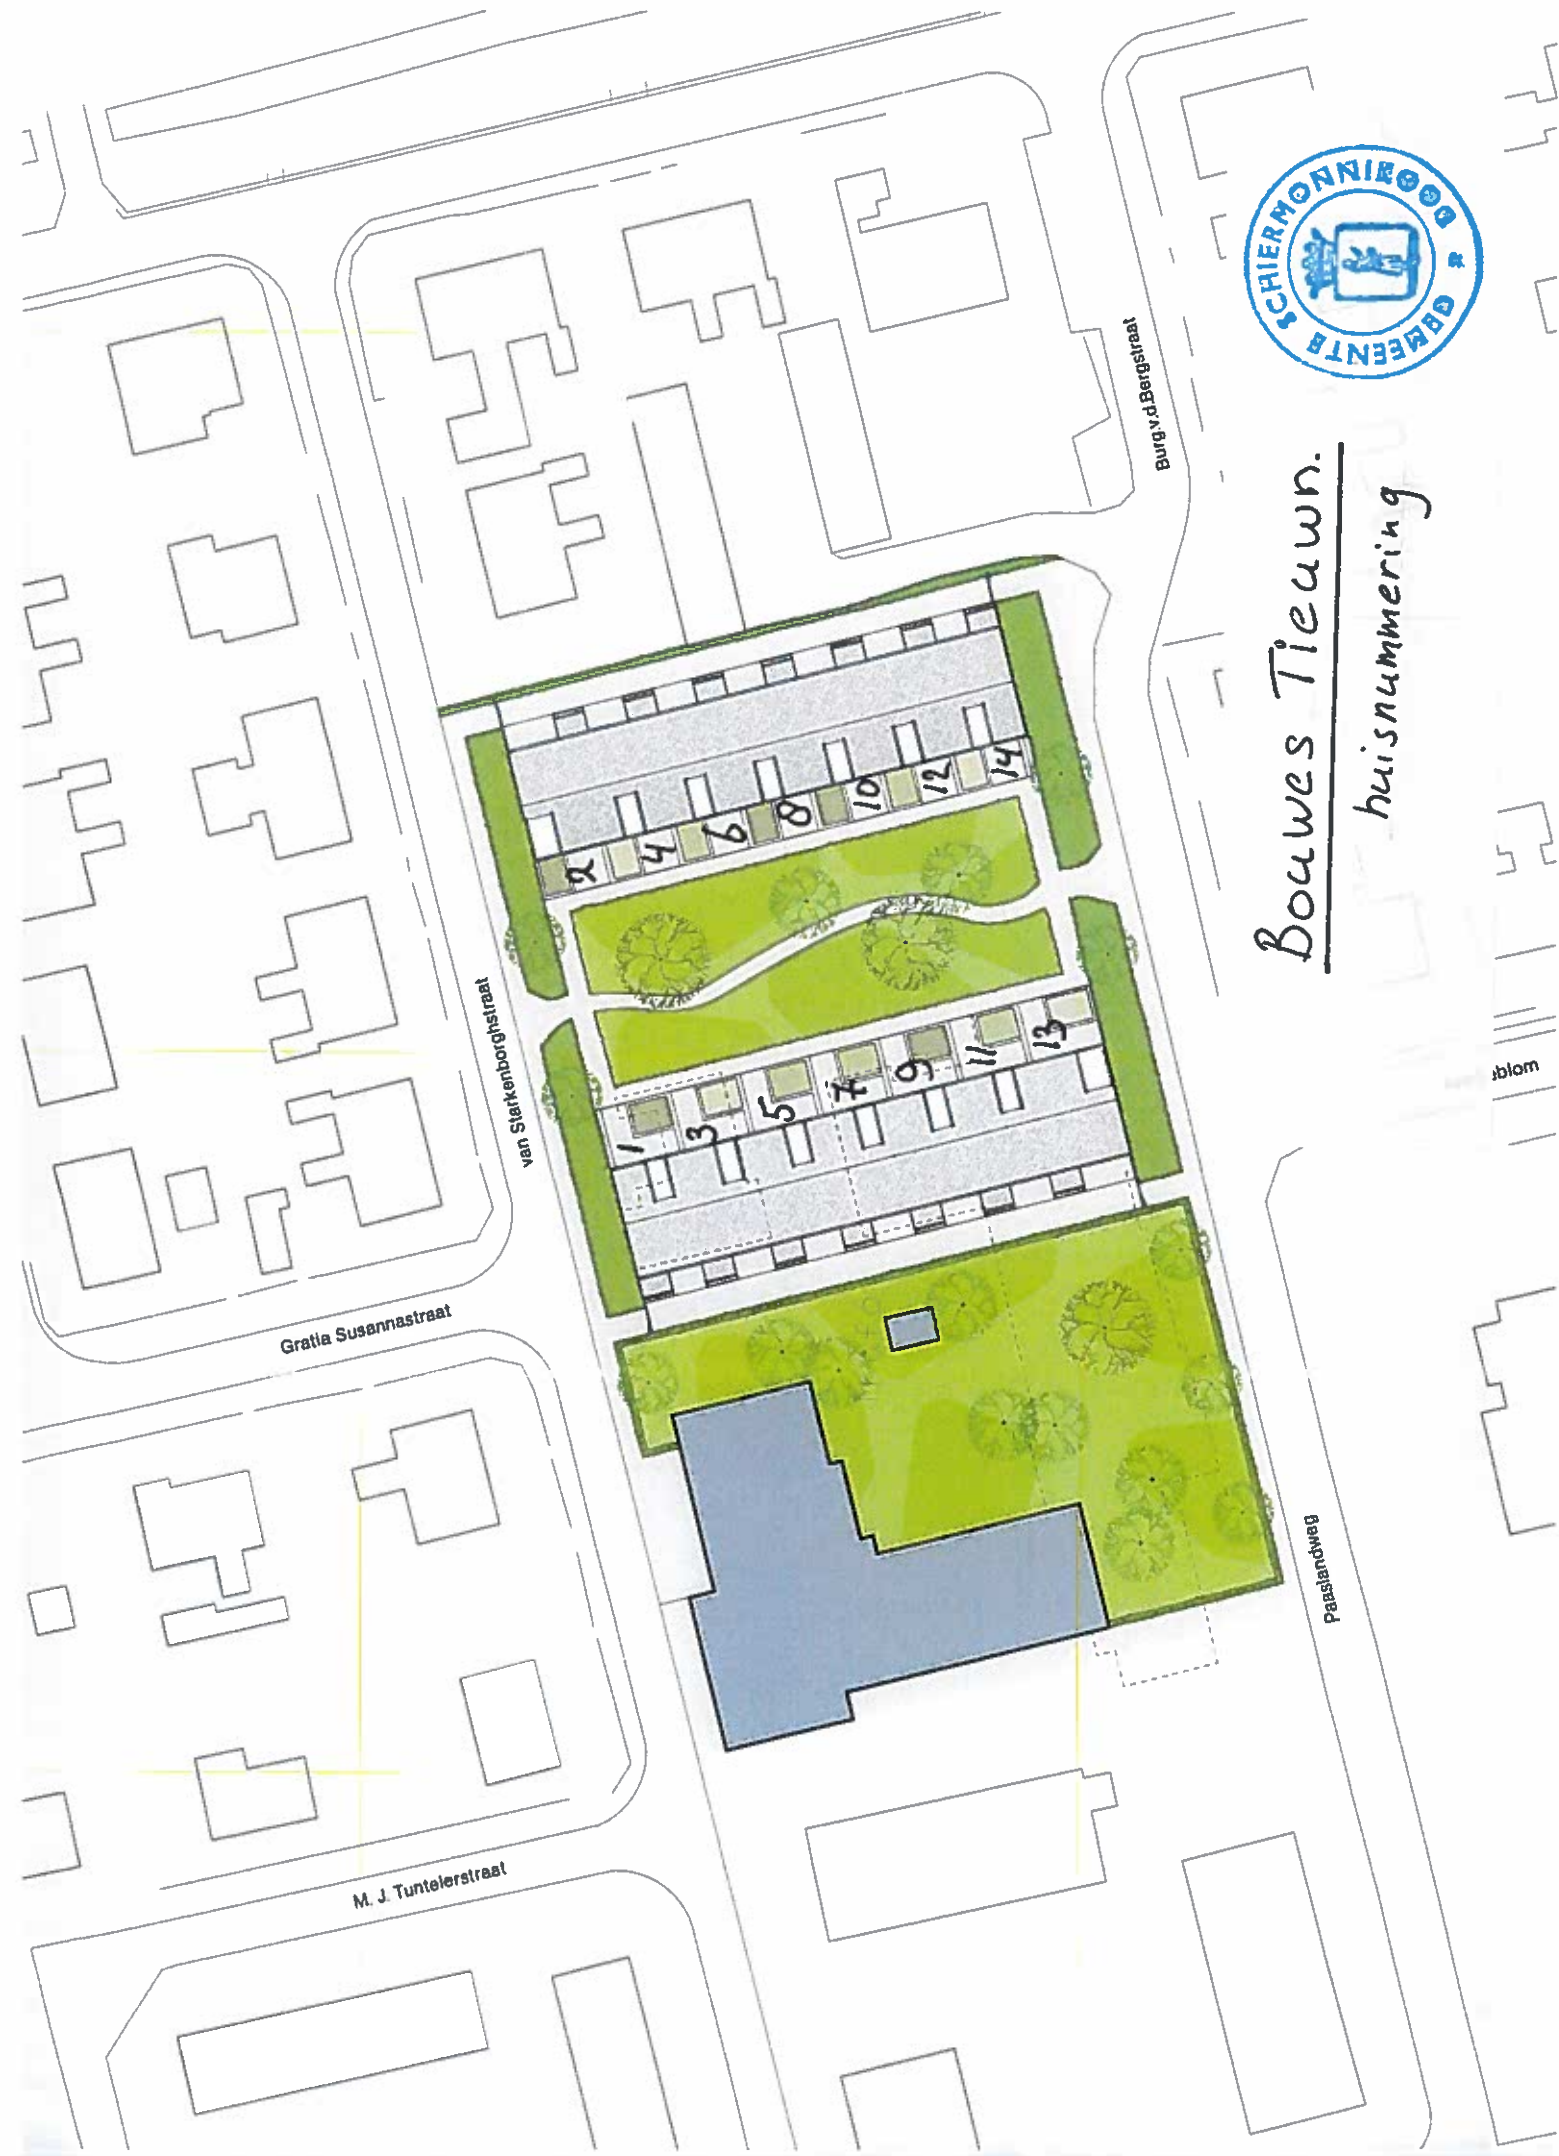 Bouwes Tieuwn.
huisnummering
GEMEENTE SCHIERMONNIKOOG
Burg.v.d.Bergstraat
van Starkenborghstraat
Gratia Susannastraat
M. J. Tuntelerstraat
Paaslandweg
blom
2
4
6
8
10
12
14
1
3
5
7
9
11
13